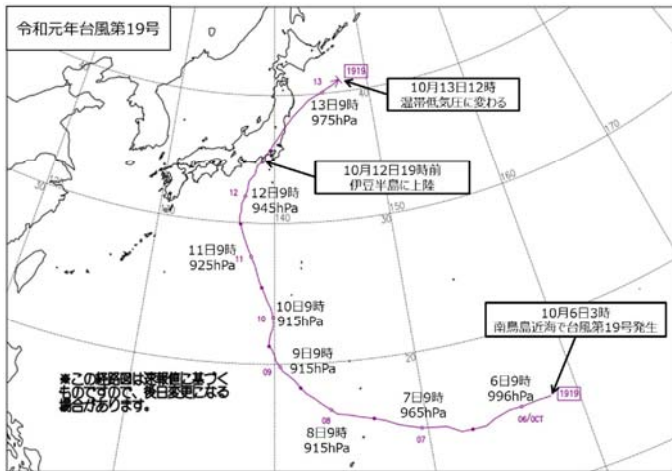 令和元年台風第19号
1919
13
10月13日12時
温帯低気圧に変わる
40
13日9時
975hPa
170
10月12日19時前
伊豆半島に上陸
160
30
12
12日9時
945hPa
140
150
30
11日9時
925hPa
11
10月6日3時
南鳥島近海で台風第19号発生
10日9時
915hPa
10
20
9日9時
915hPa
09
6日9時
996hPa
1919
※この経路図は速報値に基づく
ものですので、後日変更になる
場合があります。
7日9時
965hPa
06/OCT
08
07
8日9時
915hPa